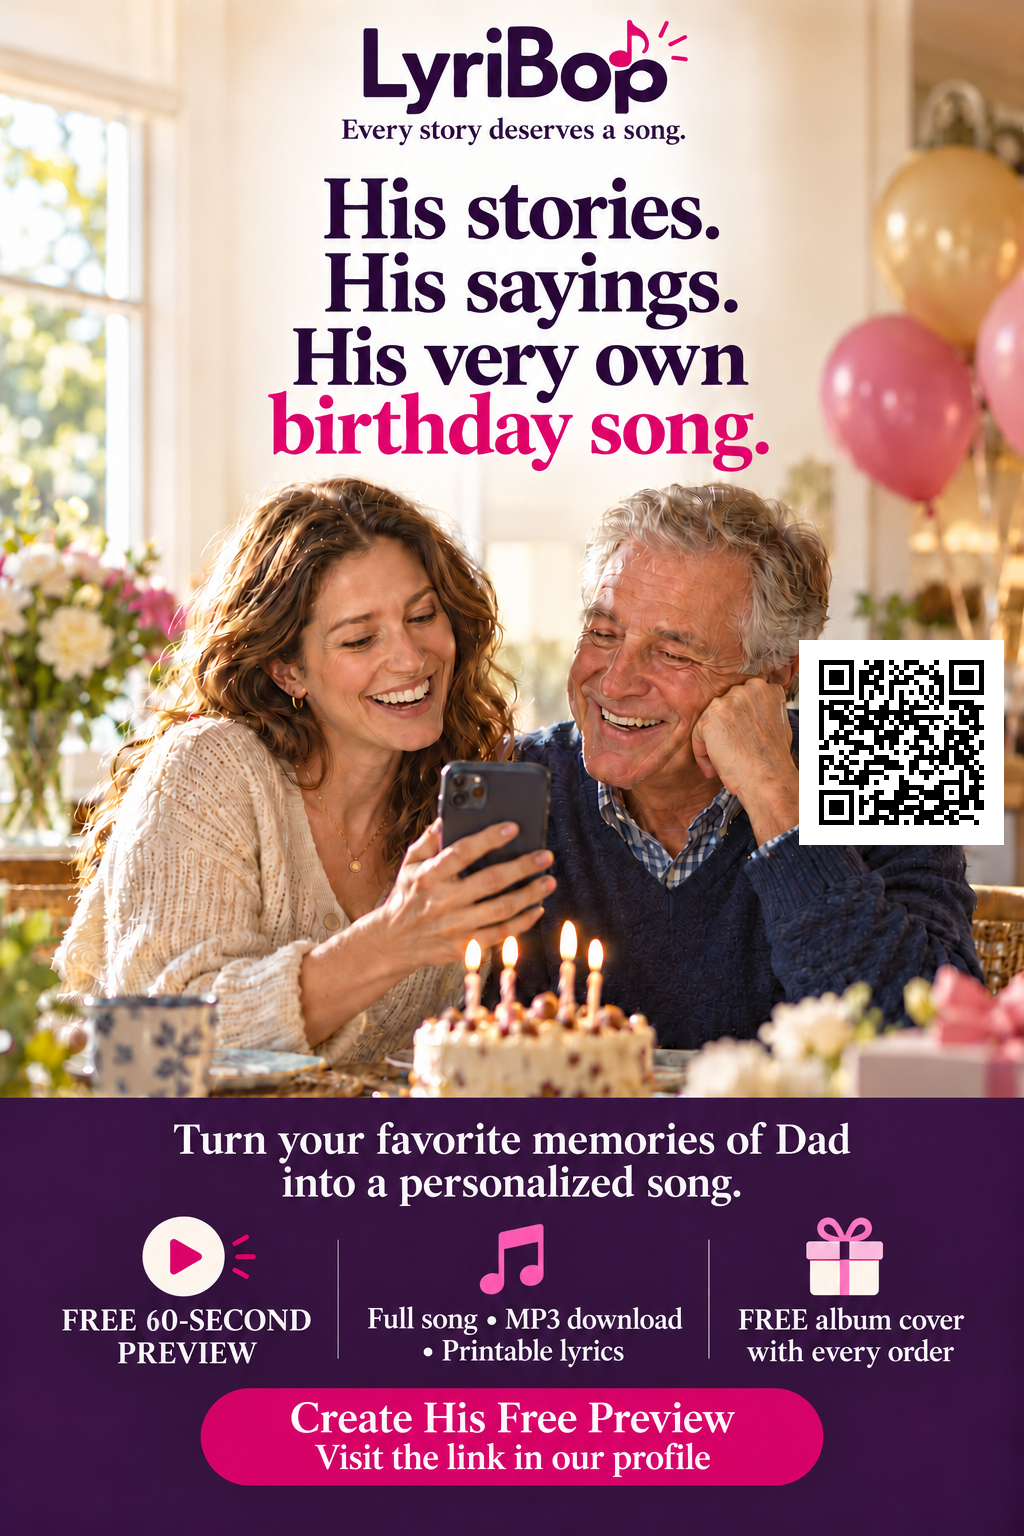 LyriBop
Every story deserves a song.
His stories.
His sayings.
His very own
birthday song.
Turn your favorite memories of Dad
into a personalized song.
FREE 60-SECOND
PREVIEW
Full song • MP3 download
• Printable lyrics
FREE album cover
with every order
Create His Free Preview
Visit the link in our profile